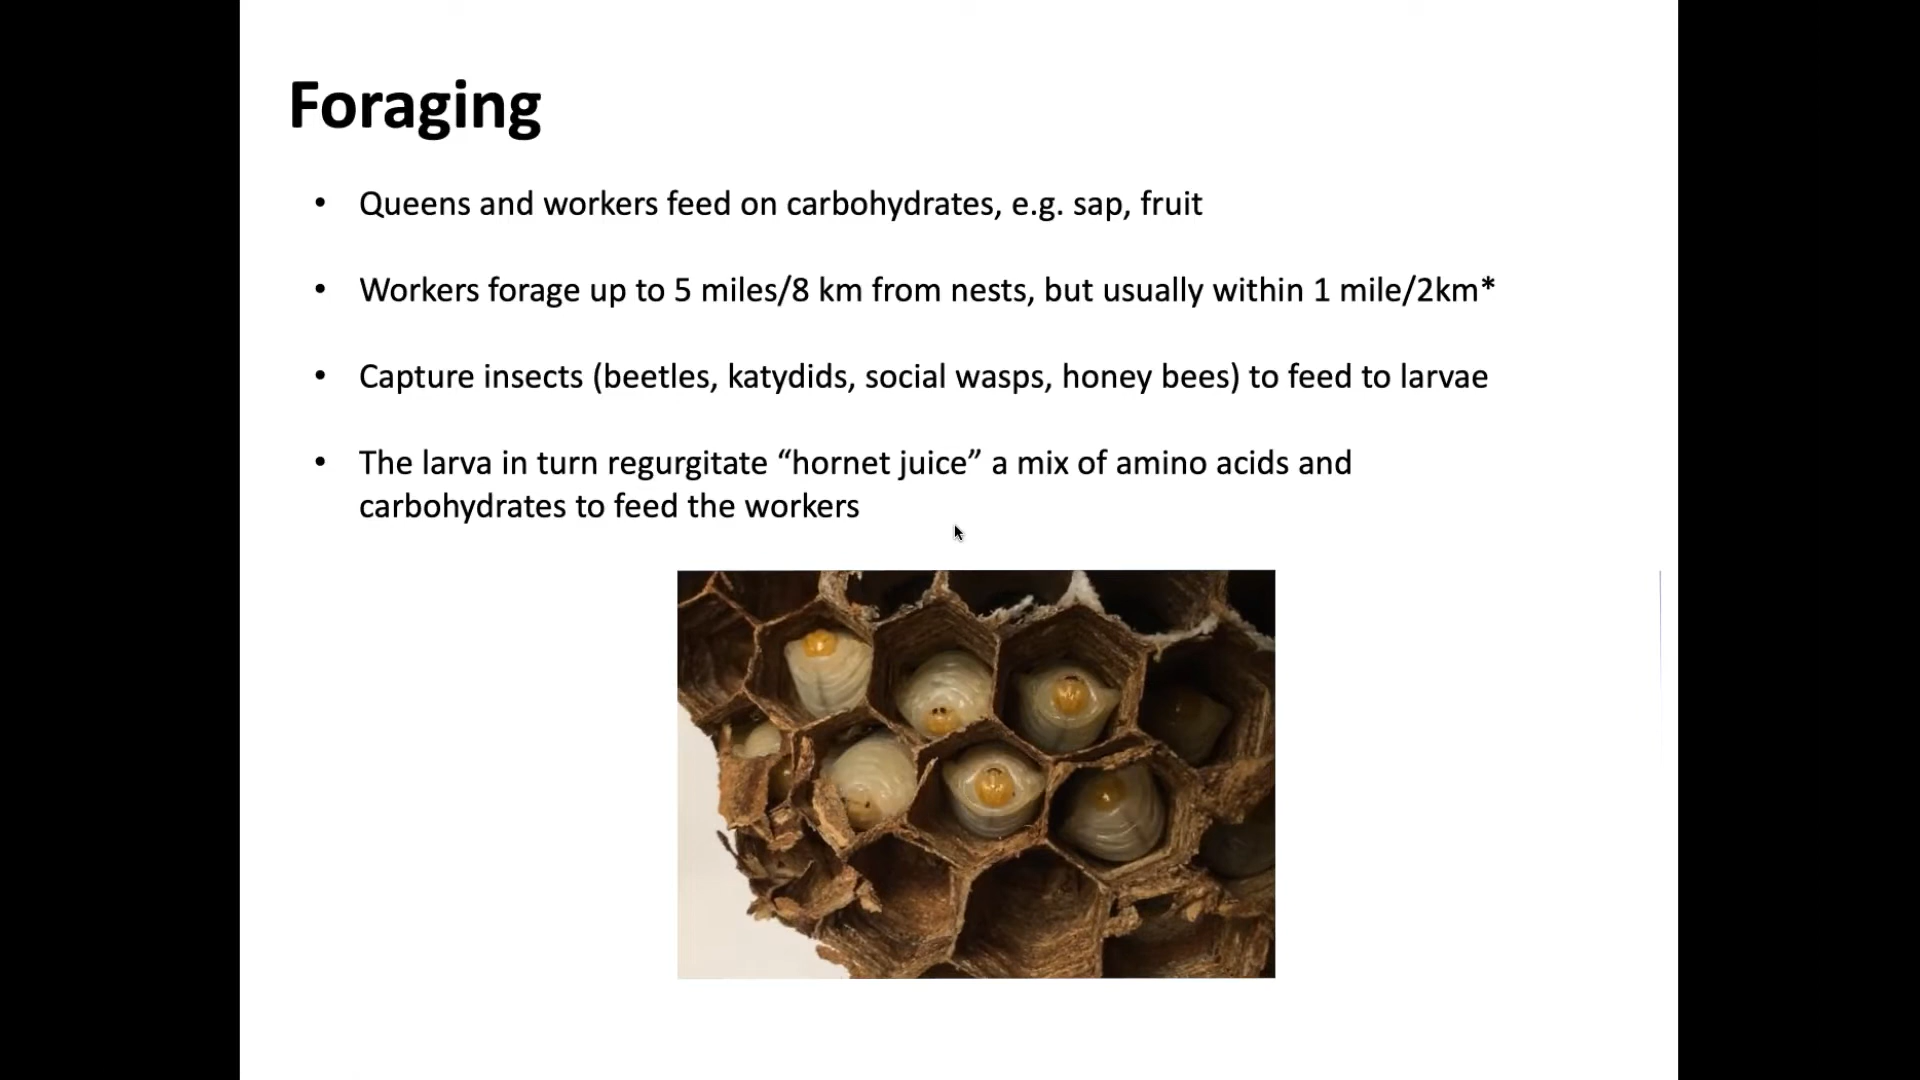 Foraging
• Queens and workers feed on carbohydrates, e.g. sap, fruit
• Workers forage up to 5 miles/8 km from nests, but usually within 1 mile/2km*
• Capture insects (beetles, katydids, social wasps, honey bees) to feed to larvae
• The larva in turn regurgitate “hornet juice” a mix of amino acids and
carbohydrates to feed the workers